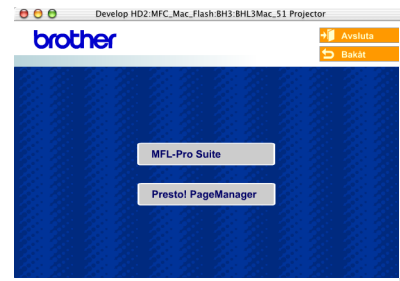 Develop HD2:MFC_Mac_Flash:BH3:BHL3Mac_51 Projector
brother
Avsluta
Bakåt
MFL-Pro Suite
Presto! PageManager